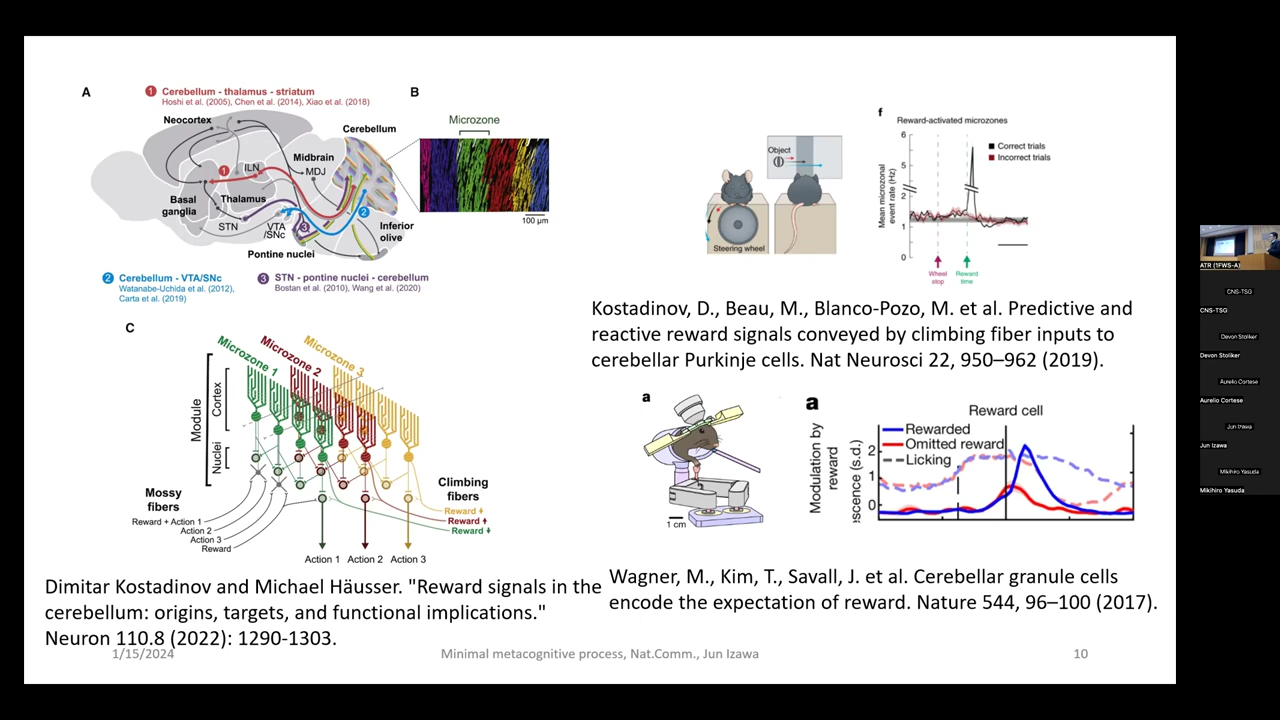 A
1 Cerebellum - thalamus - striatum
Hoshi et al. (2005), Chen et al. (2014), Xiao et al. (2018)
Neocortex
Cerebellum
Midbrain
MDJ
1
ILN
Basal
ganglia
Thalamus
2
STN
VTA
/SNc
3
Inferior
olive
Pontine nuclei
2 Cerebellum - VTA/SNc
Watanabe-Uchida et al. (2012),
Carta et al. (2019)
3 STN - pontine nuclei - cerebellum
Bostan et al. (2010), Wang et al. (2020)
B
Microzone
100 µm
C
Microzone 1
Microzone 2
Microzone 3
Module
Cortex
Nuclei
Mossy
fibers
Reward + Action 1
Action 2
Action 3
Reward
Climbing
fibers
Reward
Reward
Reward
Action 1 Action 2 Action 3
Dimitar Kostadinov and Michael Häusser. "Reward signals in the
cerebellum: origins, targets, and functional implications."
Neuron 110.8 (2022): 1290-1303.
Object
Steering wheel
f
Reward-activated microzones
Mean microzonal
event rate (Hz)
6
5
2
1
0
Correct trials
Incorrect trials
Wheel
stop
Reward
time
Kostadinov, D., Beau, M., Blanco-Pozo, M. et al. Predictive and
reactive reward signals conveyed by climbing fiber inputs to
cerebellar Purkinje cells. Nat Neurosci 22, 950–962 (2019).
a
1 cm
a
Reward cell
Modulation by
reward
escence (s.d.)
2
1
0
Rewarded
Omitted reward
Licking
Wagner, M., Kim, T., Savall, J. et al. Cerebellar granule cells
encode the expectation of reward. Nature 544, 96–100 (2017).
1/15/2024
Minimal metacognitive process, Nat.Comm., Jun Izawa
10
ATR (1FWS-A)
CNS-TSG
CNS-TSG
Devon Stoliker
Devon Stoliker
Aurelio Cortese
Aurelio Cortese
Jun Izawa
Jun Izawa
Mikihiro Yasuda
Mikihiro Yasuda